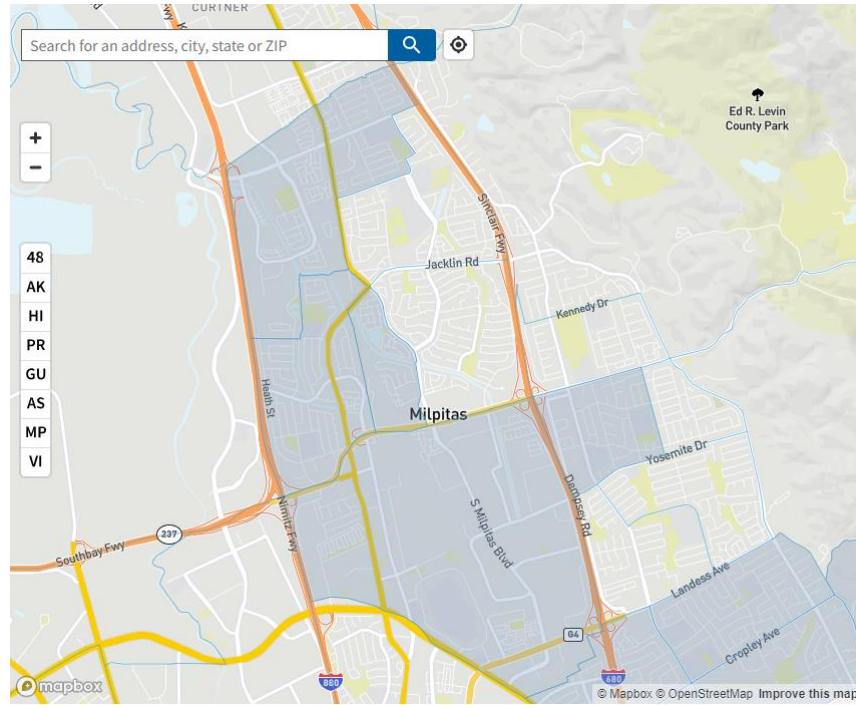 CURTNER
Fwy
Search for an address, city, state or ZIP
Ed R. Levin
County Park
+
−
Sinclair Fwy
48
AK
HI
PR
GU
AS
MP
VI
Jacklin Rd
Kennedy Dr
Heath St
Milpitas
Yosemite Dr
Dempsey Rd
S Milpitas Blvd
Nimitz Fwy
237
Southbay Fwy
Landess Ave
G4
Cropley Ave
880
680
mapbox
© Mapbox © OpenStreetMap Improve this map